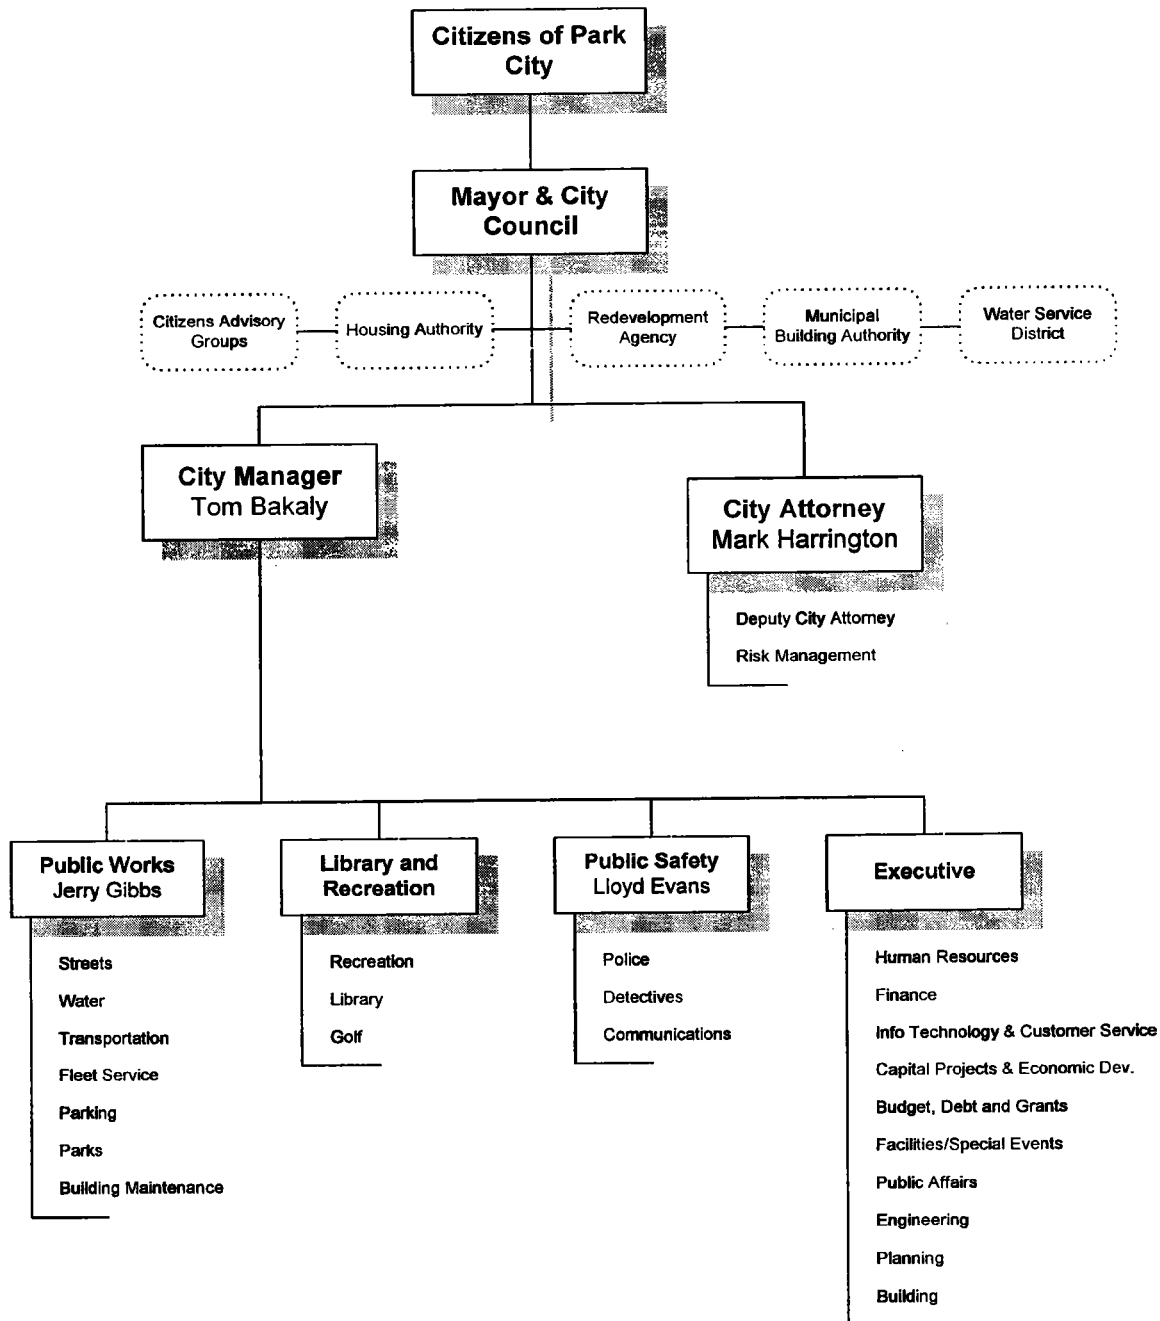 Citizens of Park
City
Mayor & City
Council
Citizens Advisory
Groups
Housing Authority
Redevelopment
Agency
Municipal
Building Authority
Water Service
District
City Manager
Tom Bakaly
City Attorney
Mark Harrington
Deputy City Attorney
Risk Management
Public Works
Jerry Gibbs
Streets
Water
Transportation
Fleet Service
Parking
Parks
Building Maintenance
Library and
Recreation
Recreation
Library
Golf
Public Safety
Lloyd Evans
Police
Detectives
Communications
Executive
Human Resources
Finance
Info Technology & Customer Service
Capital Projects & Economic Dev.
Budget, Debt and Grants
Facilities/Special Events
Public Affairs
Engineering
Planning
Building